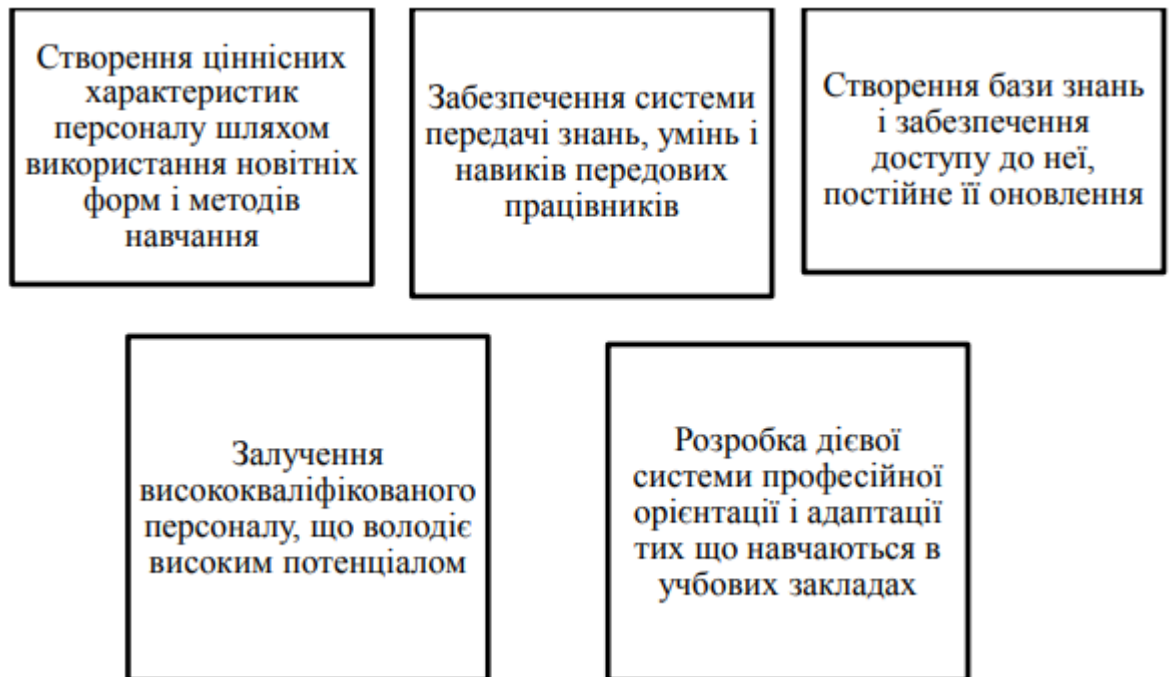 Створення ціннісних
характеристик
персоналу шляхом
використання новітніх
форм і методів
навчання
Забезпечення системи
передачі знань, умінь і
навиків передових
працівників
Створення бази знань
і забезпечення
доступу до неї,
постійне її оновлення
Залучення
висококваліфікованого
персоналу, що володіє
високим потенціалом
Розробка дієвої
системи професійної
орієнтації і адаптації
тих що навчаються в
учбових закладах